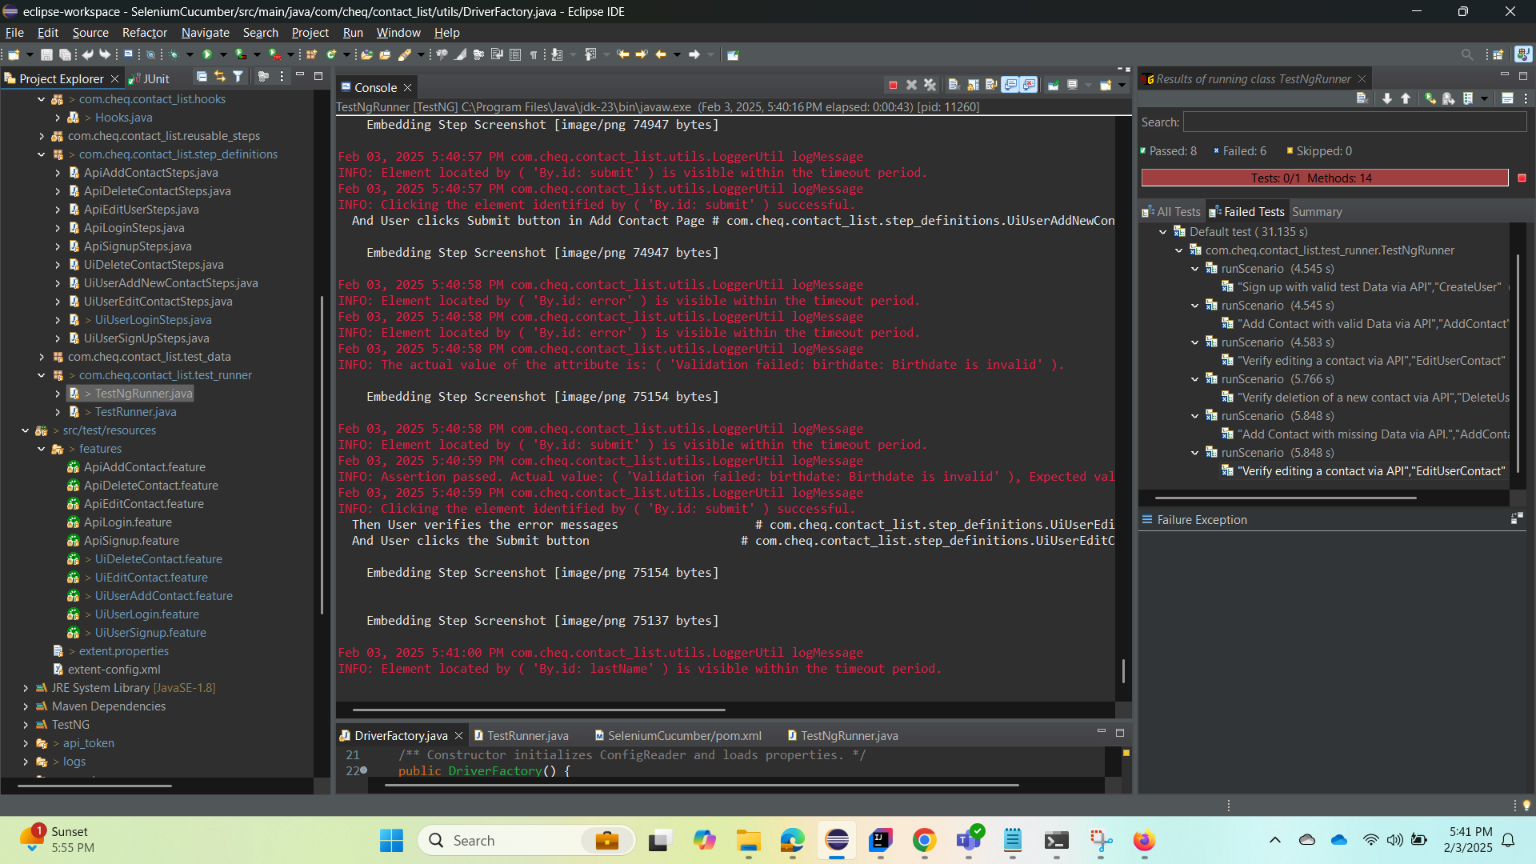 eclipse-workspace - SeleniumCucumber/src/main/java/com/cheq/contact_list/utils/DriverFactory.java - Eclipse IDE
File Edit Source Refactor Navigate Search Project Run Window Help
Project Explorer
JUnit
com.cheq.contact_list.hooks
> Hooks.java
com.cheq.contact_list.reusable_steps
> com.cheq.contact_list.step_definitions
ApiAddContactSteps.java
ApiDeleteContactSteps.java
ApiEditUserSteps.java
ApiLoginSteps.java
ApiSignupSteps.java
UiDeleteContactSteps.java
UiUserAddNewContactSteps.java
UiUserEditContactSteps.java
> UiUserLoginSteps.java
UiUserSignUpSteps.java
com.cheq.contact_list.test_data
> com.cheq.contact_list.test_runner
> TestNgRunner.java
> TestRunner.java
> src/test/resources
> features
ApiAddContact.feature
ApiDeleteContact.feature
ApiEditContact.feature
ApiLogin.feature
ApiSignup.feature
> UiDeleteContact.feature
> UiEditContact.feature
> UiUserAddContact.feature
> UiUserLogin.feature
> UiUserSignup.feature
> extent.properties
extent-config.xml
JRE System Library [JavaSE-1.8]
Maven Dependencies
TestNG
> api_token
> logs
Console
TestNgRunner [TestNG] C:\Program Files\Java\jdk-23\bin\javaw.exe (Feb 3, 2025, 5:40:16 PM elapsed: 0:00:43) [pid: 11260]
Embedding Step Screenshot [image/png 74947 bytes]
Feb 03, 2025 5:40:57 PM com.cheq.contact_list.utils.LoggerUtil logMessage
INFO: Element located by ( 'By.id: submit' ) is visible within the timeout period.
Feb 03, 2025 5:40:57 PM com.cheq.contact_list.utils.LoggerUtil logMessage
INFO: Clicking the element identified by ( 'By.id: submit' ) successful.
And User clicks Submit button in Add Contact Page # com.cheq.contact_list.step_definitions.UiUserAddNewCon
Embedding Step Screenshot [image/png 74947 bytes]
Feb 03, 2025 5:40:58 PM com.cheq.contact_list.utils.LoggerUtil logMessage
INFO: Element located by ( 'By.id: error' ) is visible within the timeout period.
Feb 03, 2025 5:40:58 PM com.cheq.contact_list.utils.LoggerUtil logMessage
INFO: Element located by ( 'By.id: error' ) is visible within the timeout period.
Feb 03, 2025 5:40:58 PM com.cheq.contact_list.utils.LoggerUtil logMessage
INFO: The actual value of the attribute is: ( 'Validation failed: birthdate: Birthdate is invalid' ).
Embedding Step Screenshot [image/png 75154 bytes]
Feb 03, 2025 5:40:58 PM com.cheq.contact_list.utils.LoggerUtil logMessage
INFO: Element located by ( 'By.id: submit' ) is visible within the timeout period.
Feb 03, 2025 5:40:59 PM com.cheq.contact_list.utils.LoggerUtil logMessage
INFO: Assertion passed. Actual value: ( 'Validation failed: birthdate: Birthdate is invalid' ), Expected val
Feb 03, 2025 5:40:59 PM com.cheq.contact_list.utils.LoggerUtil logMessage
INFO: Clicking the element identified by ( 'By.id: submit' ) successful.
Then User verifies the error messages # com.cheq.contact_list.step_definitions.UiUserEdi
And User clicks the Submit button # com.cheq.contact_list.step_definitions.UiUserEditC
Embedding Step Screenshot [image/png 75154 bytes]
Embedding Step Screenshot [image/png 75137 bytes]
Feb 03, 2025 5:41:00 PM com.cheq.contact_list.utils.LoggerUtil logMessage
INFO: Element located by ( 'By.id: lastName' ) is visible within the timeout period.
DriverFactory.java TestRunner.java SeleniumCucumber/pom.xml TestNgRunner.java
21 /** Constructor initializes ConfigReader and loads properties. */
22 public DriverFactory() {
Results of running class TestNgRunner
Search:
Passed: 8 Failed: 6 Skipped: 0
Tests: 0/1 Methods: 14
All Tests Failed Tests Summary
Default test ( 31.135 s)
com.cheq.contact_list.test_runner.TestNgRunner
runScenario (4.545 s)
"Sign up with valid test Data via API","CreateUser"
runScenario (4.545 s)
"Add Contact with valid Data via API","AddContact"
runScenario (4.583 s)
"Verify editing a contact via API","EditUserContact"
runScenario (5.766 s)
"Verify deletion of a new contact via API","DeleteUs
runScenario (5.848 s)
"Add Contact with missing Data via API.","AddConta
runScenario (5.848 s)
"Verify editing a contact via API","EditUserContact"
Failure Exception
1
Sunset
5:55 PM
Search
5:41 PM
2/3/2025